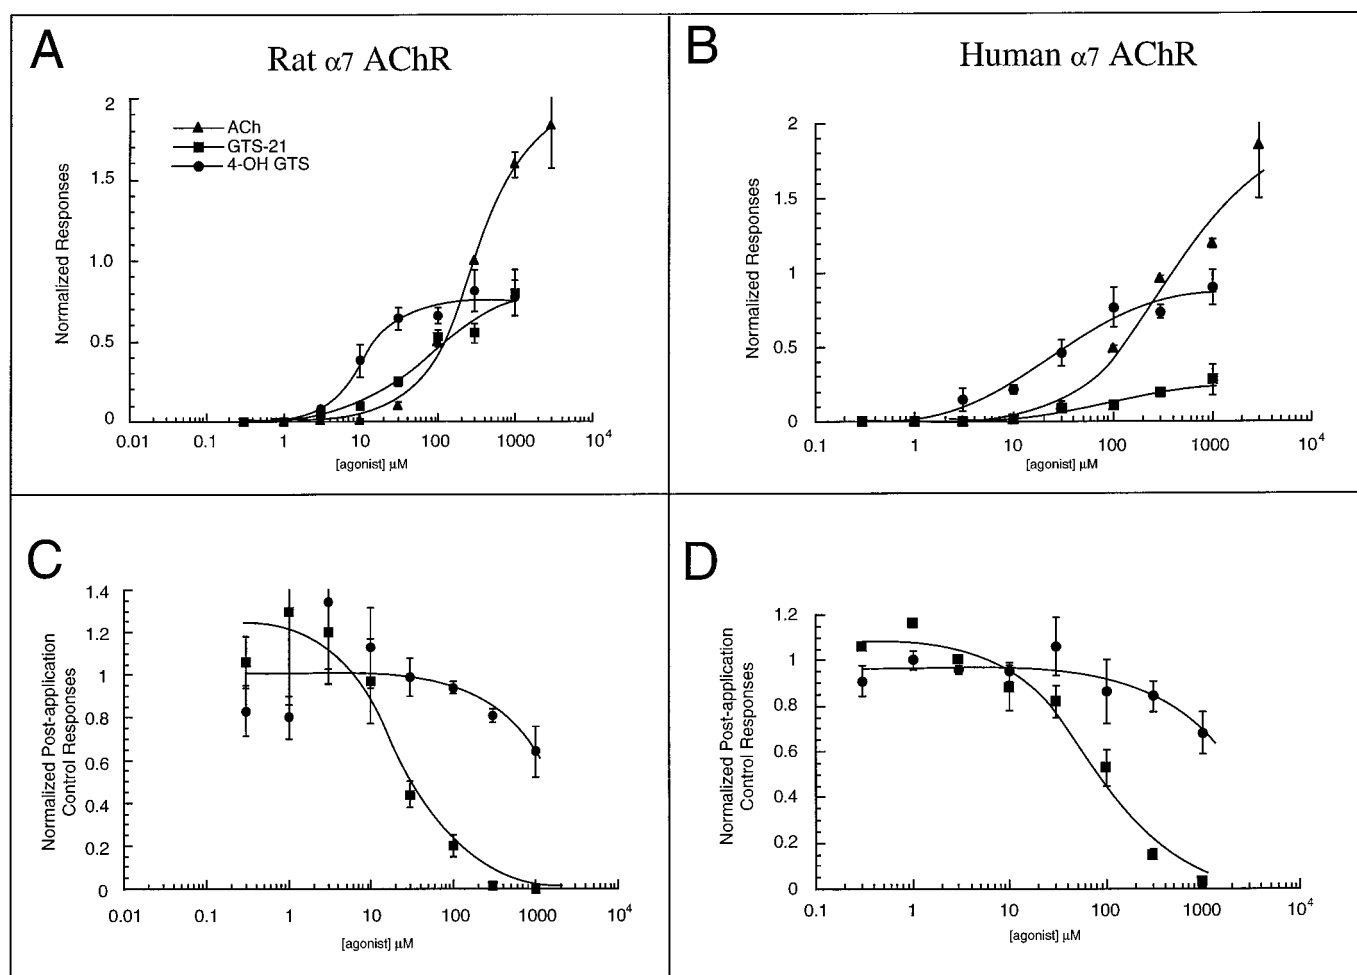 A
Rat α7 AChR
ACh
GTS-21
4-OH GTS
Normalized Responses
2
1.5
1.0
0.5
0
0.01 0.1 1 10 100 1000 10⁴
[agonist] μM
B
Human α7 AChR
Normalized Responses
2
1.5
1
0.5
0
0.1 1 10 100 1000 10⁴
[agonist] μM
C
Normalized Post-application
Control Responses
1.4
1.2
1
0.8
0.6
0.4
0.2
0
0.01 0.1 1 10 100 1000 10⁴
[agonist] μM
D
Normalized Post-application
Control Responses
1.2
1
0.8
0.6
0.4
0.2
0
0.1 1 10 100 1000 10⁴
[agonist] μM